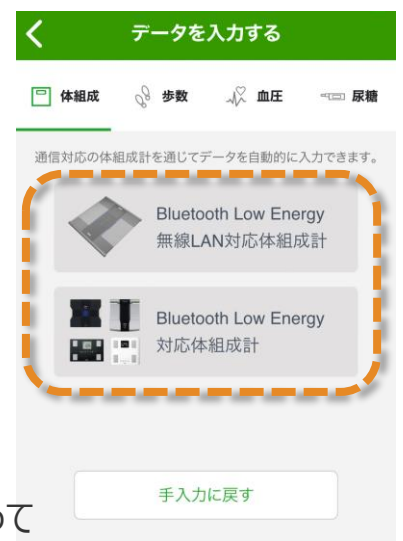 データを入力する
体組成 歩数 血圧 尿糖
通信対応の体組成計を通じてデータを自動的に入力できます。
Bluetooth Low Energy
無線LAN対応体組成計
Bluetooth Low Energy
対応体組成計
手入力に戻す
って